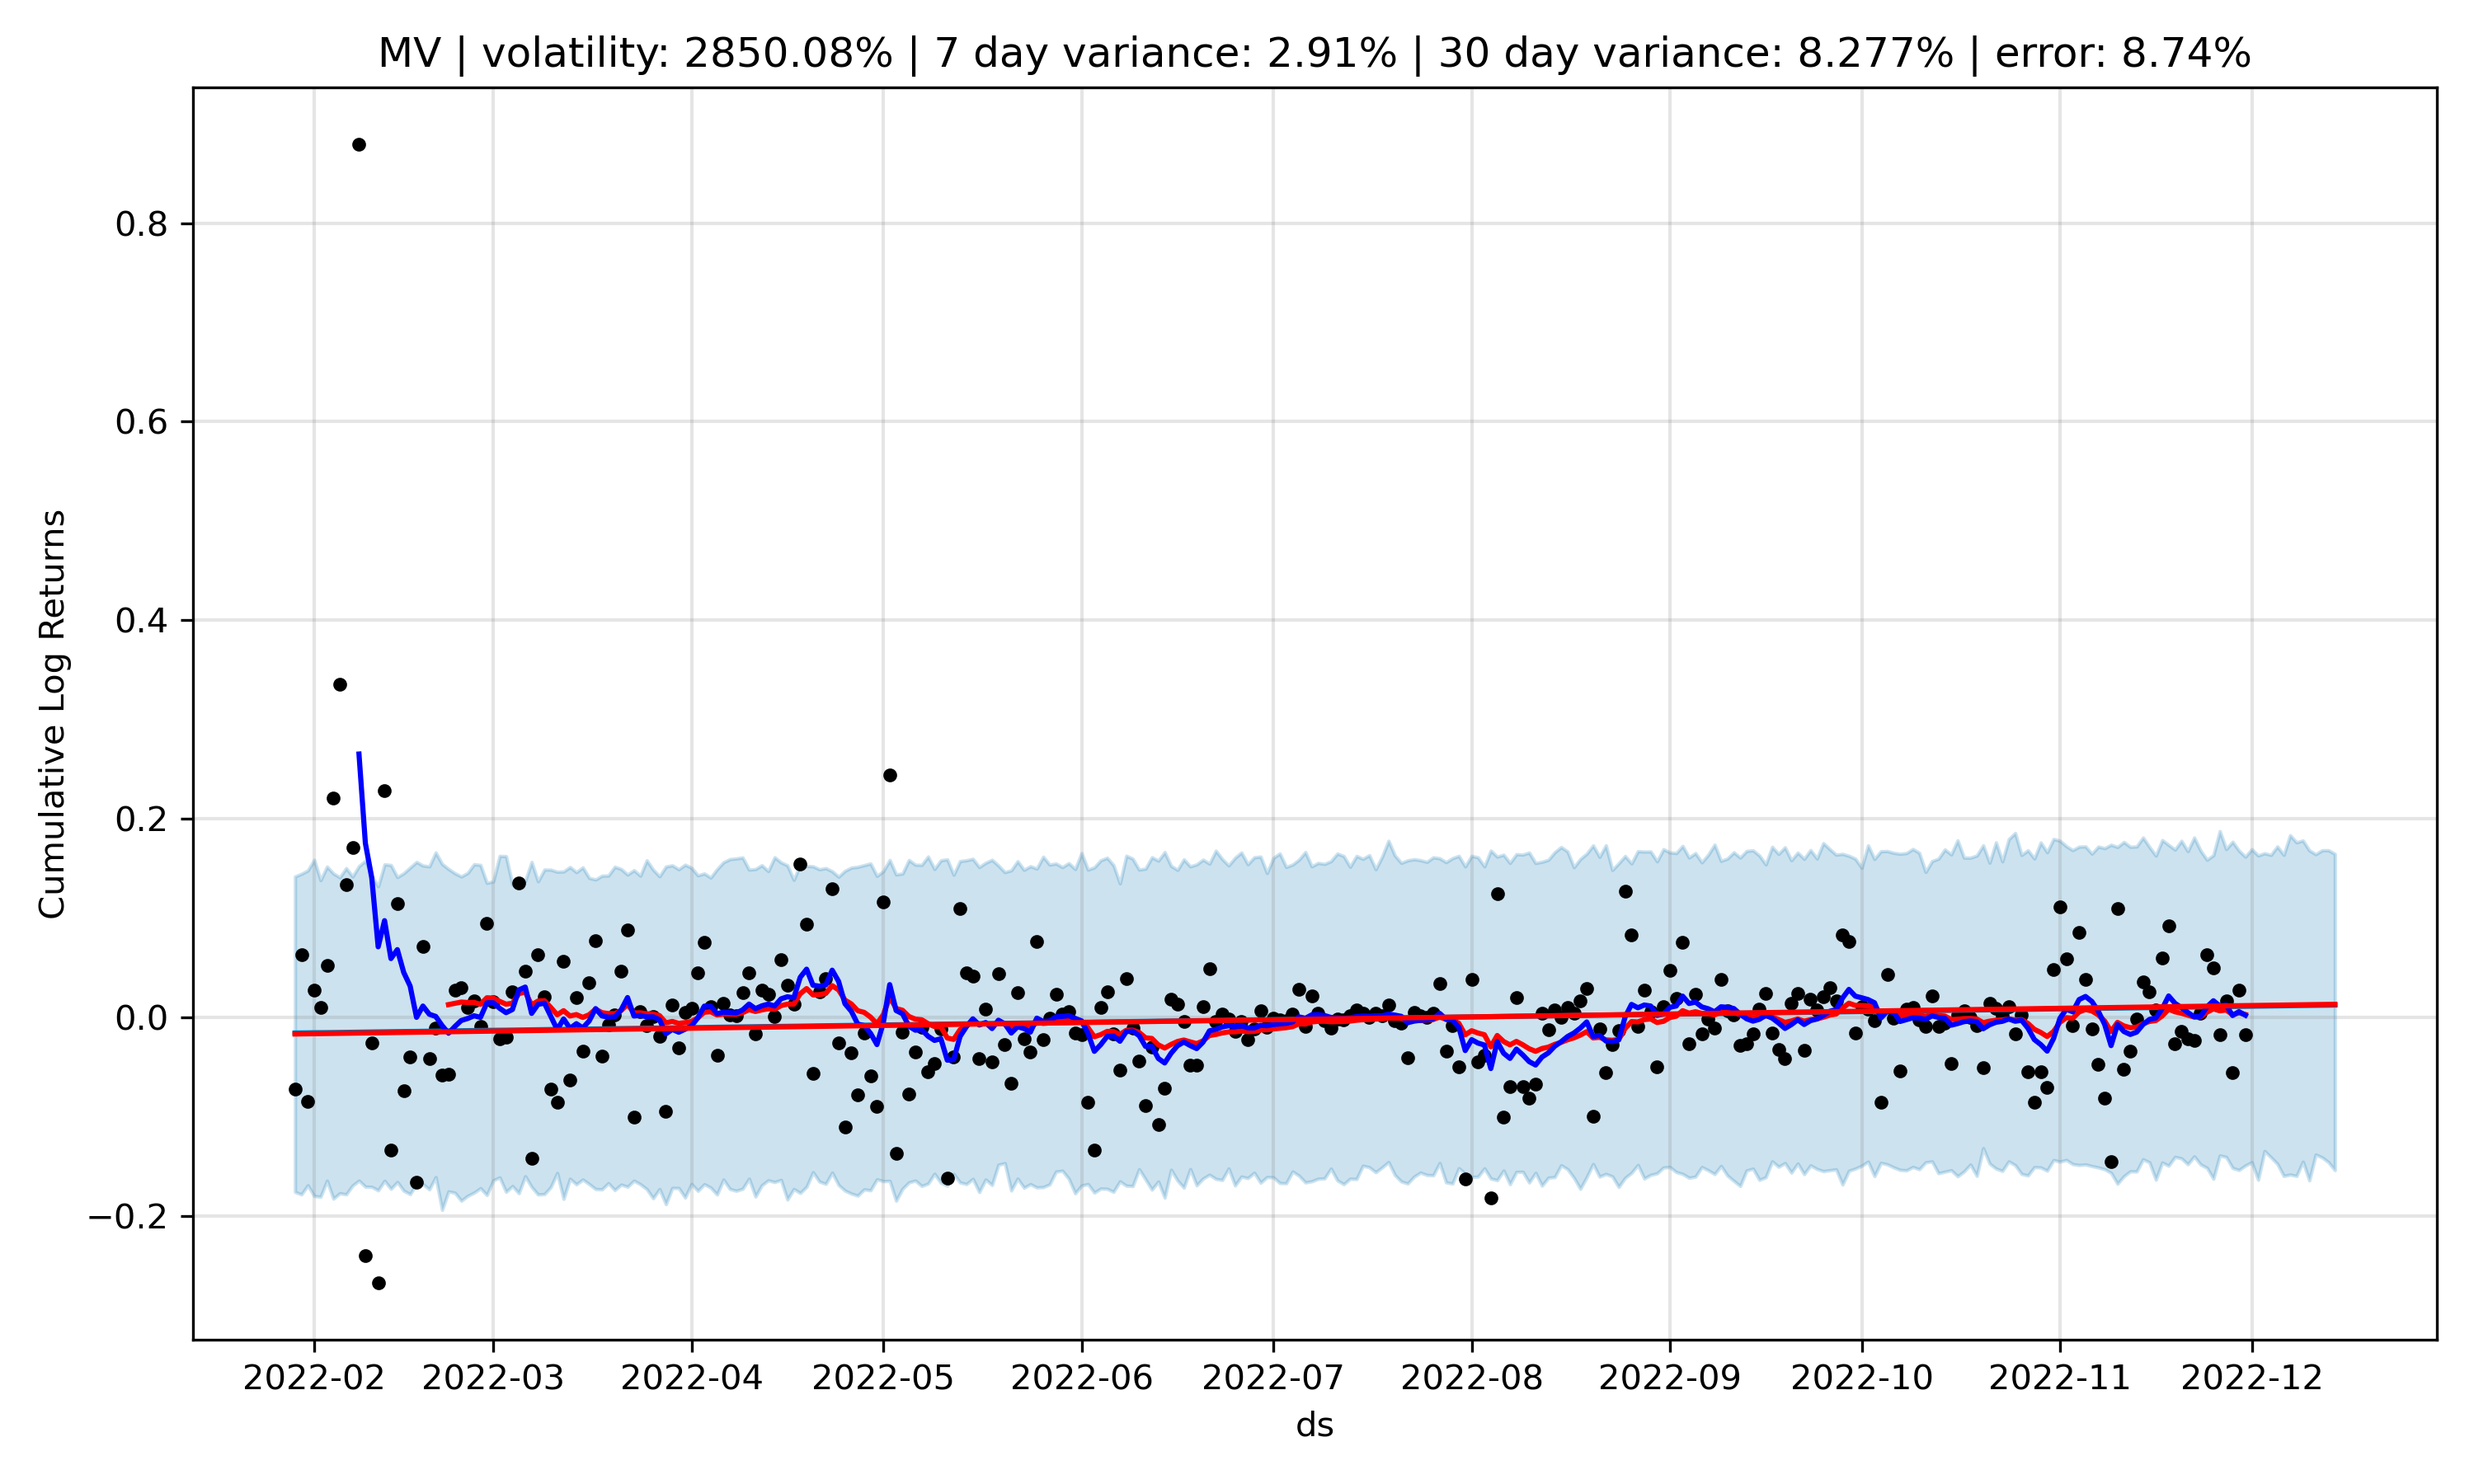 MV | volatility: 2850.08% | 7 day variance: 2.91% | 30 day variance: 8.277% | error: 8.74%
Cumulative Log Returns
0.8
0.6
0.4
0.2
0.0
−0.2
2022-02 2022-03 2022-04 2022-05 2022-06 2022-07 2022-08 2022-09 2022-10 2022-11 2022-12
ds